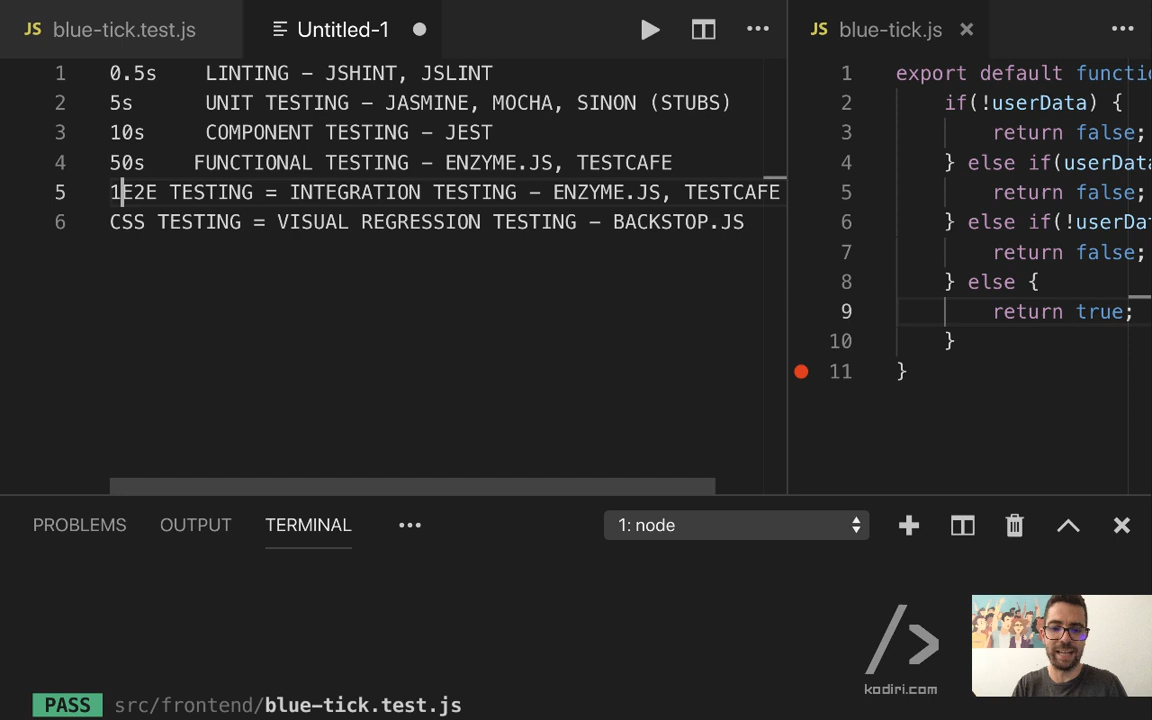 JS blue-tick.test.js
Untitled-1
JS blue-tick.js
1 0.5s LINTING - JSHINT, JSLINT
2 5s UNIT TESTING - JASMINE, MOCHA, SINON (STUBS)
3 10s COMPONENT TESTING - JEST
4 50s FUNCTIONAL TESTING - ENZYME.JS, TESTCAFE
5 1E2E TESTING = INTEGRATION TESTING - ENZYME.JS, TESTCAFE
6 CSS TESTING = VISUAL REGRESSION TESTING - BACKSTOP.JS
1 export default functi
2 if(!userData) {
3 return false;
4 } else if(userData
5 return false;
6 } else if(!userDa
7 return false;
8 } else {
9 return true;
10 }
11 }
PROBLEMS OUTPUT TERMINAL
1: node
kodiri.com
PASS src/frontend/blue-tick.test.js